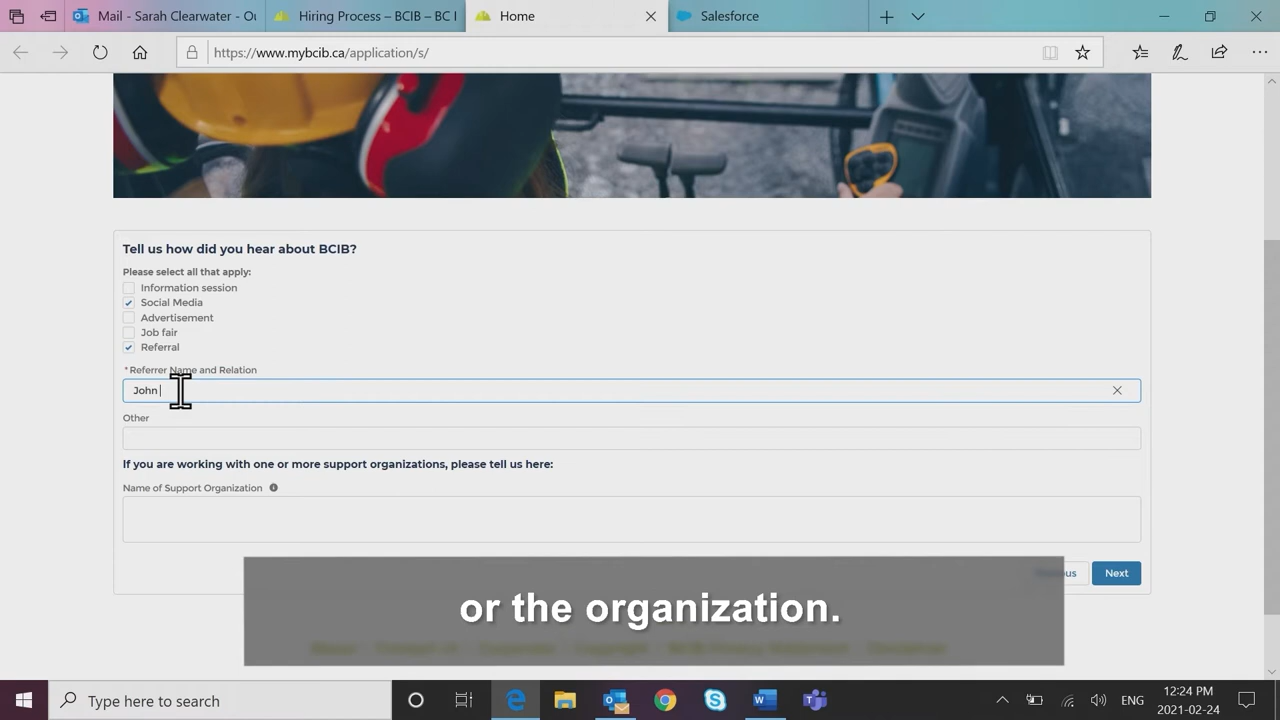 Mail - Sarah Clearwater - Ou
Hiring Process – BCIB – BC I
Home
Salesforce
https://www.mybcib.ca/application/s/
Tell us how did you hear about BCIB?
Please select all that apply:
Information session
Social Media
Advertisement
Job fair
Referral
* Referrer Name and Relation
John
Other
If you are working with one or more support organizations, please tell us here:
Name of Support Organization
Next
or the organization.
Type here to search
ENG
12:24 PM
2021-02-24